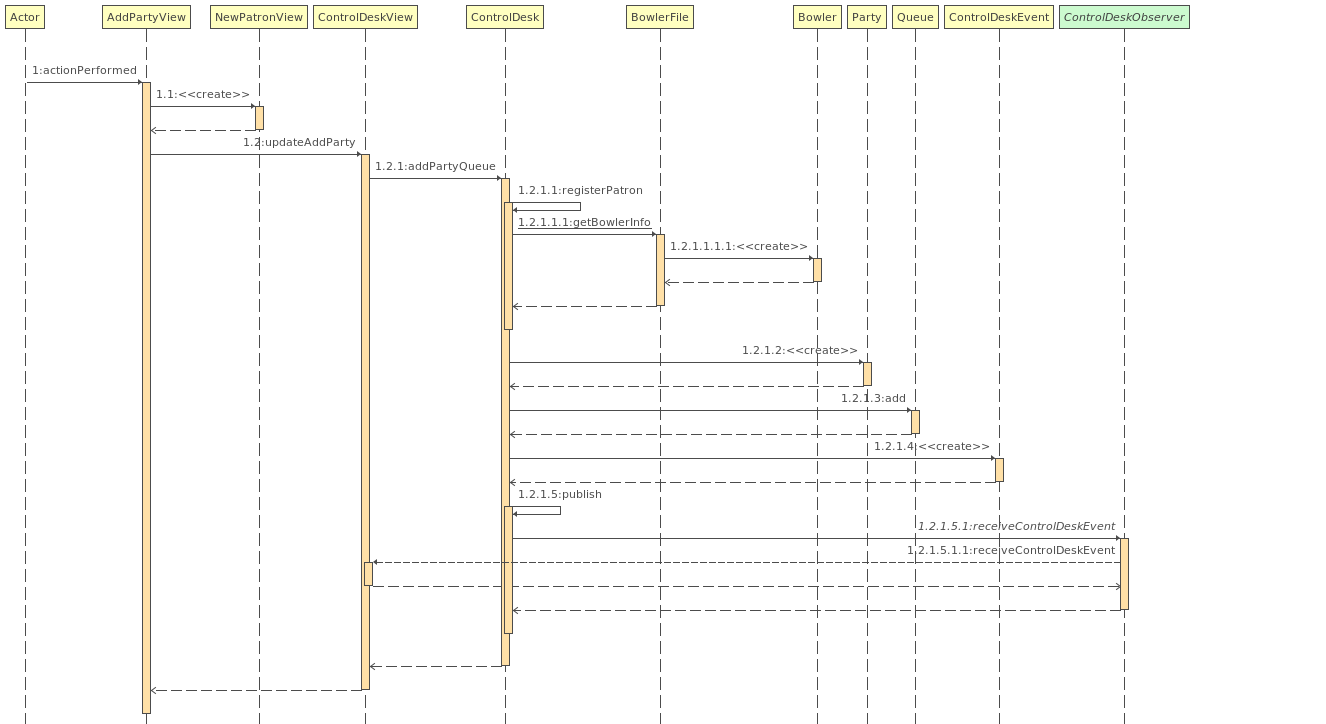 Actor
AddPartyView
NewPatronView
ControlDeskView
ControlDesk
BowlerFile
Bowler
Party
Queue
ControlDeskEvent
ControlDeskObserver
1:actionPerformed
1.1:<<create>>
1.2:updateAddParty
1.2.1:addPartyQueue
1.2.1.1:registerPatron
1.2.1.1.1:getBowlerInfo
1.2.1.1.1.1:<<create>>
1.2.1.2:<<create>>
1.2.1.3:add
1.2.1.4:<<create>>
1.2.1.5:publish
1.2.1.5.1:receiveControlDeskEvent
1.2.1.5.1.1:receiveControlDeskEvent